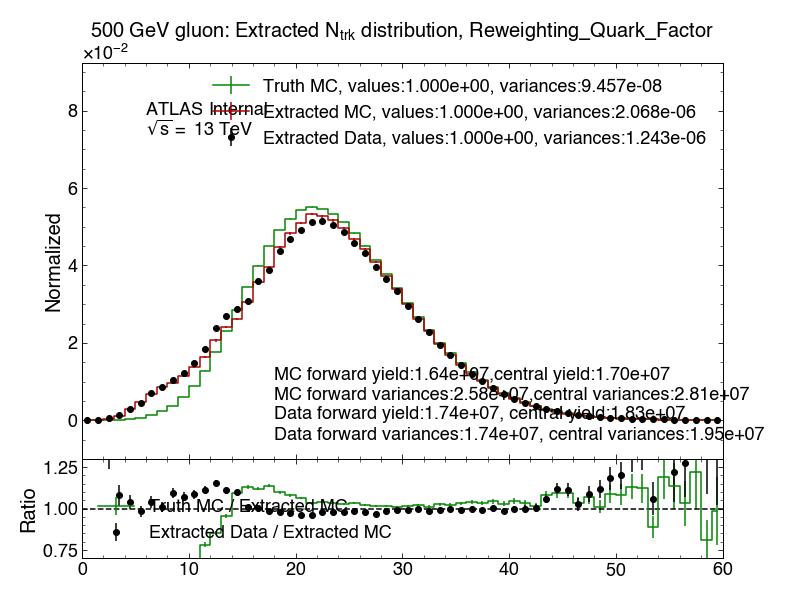 500 GeV gluon: Extracted Ntrk distribution, Reweighting_Quark_Factor
×10−2
Truth MC, values:1.000e+00, variances:9.457e-08
ATLAS Internal
Extracted MC, values:1.000e+00, variances:2.068e-06
√s = 13 TeV
Extracted Data, values:1.000e+00, variances:1.243e-06
Normalized
8
6
4
2
0
MC forward yield:1.64e+07,central yield:1.70e+07
MC forward variances:2.58e+07,central variances:2.81e+07
Data forward yield:1.74e+07, central yield:1.83e+07
Data forward variances:1.74e+07, central variances:1.95e+07
Ratio
1.25
1.00
0.75
Truth MC / Extracted MC
Extracted Data / Extracted MC
0 10 20 30 40 50 60